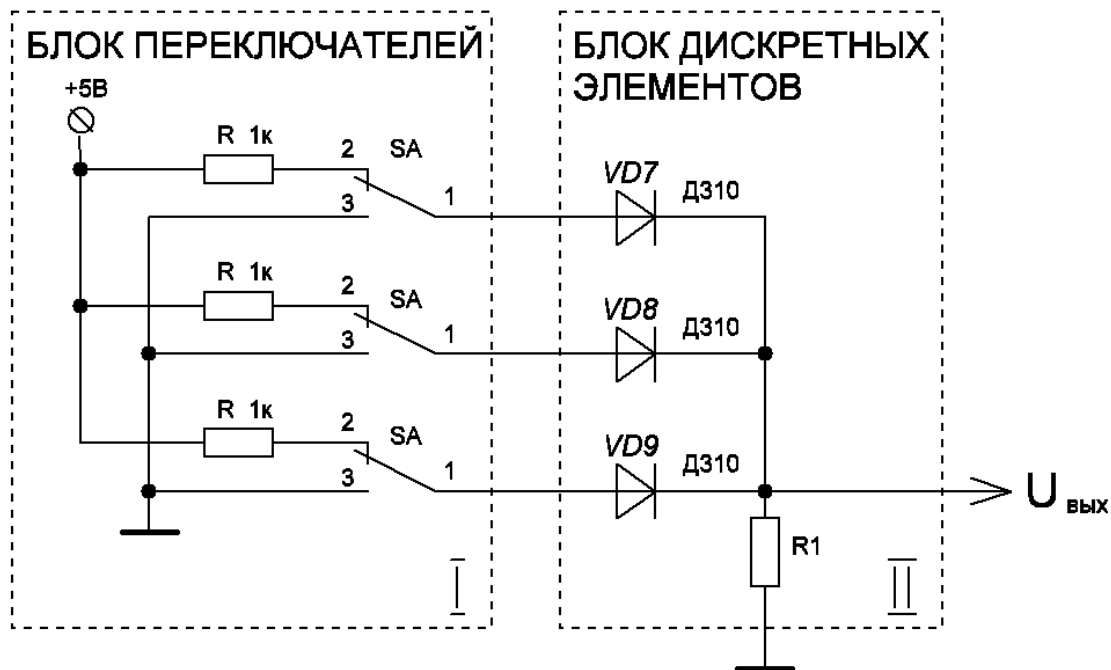 БЛОК ПЕРЕКЛЮЧАТЕЛЕЙ
+5В
R 1к
2
SA
3
1
R 1к
2
SA
3
1
R 1к
2
SA
3
1
I
БЛОК ДИСКРЕТНЫХ
ЭЛЕМЕНТОВ
VD7
Д310
VD8
Д310
VD9
Д310
R1
II
U вых